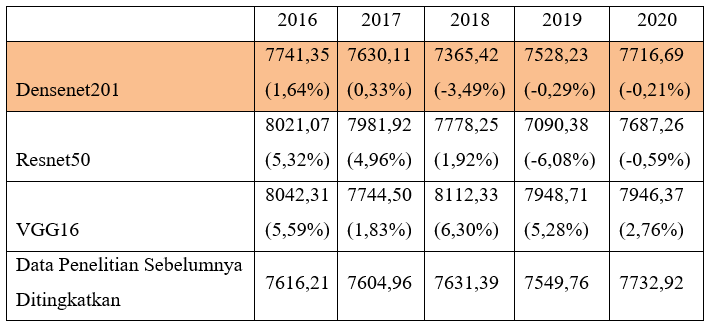 2016 2017 2018 2019 2020
Densenet201 7741,35 7630,11 7365,42 7528,23 7716,69
(1,64%) (0,33%) (-3,49%) (-0,29%) (-0,21%)
Resnet50 8021,07 7981,92 7778,25 7090,38 7687,26
(5,32%) (4,96%) (1,92%) (-6,08%) (-0,59%)
VGG16 8042,31 7744,50 8112,33 7948,71 7946,37
(5,59%) (1,83%) (6,30%) (5,28%) (2,76%)
Data Penelitian Sebelumnya
Ditingkatkan 7616,21 7604,96 7631,39 7549,76 7732,92